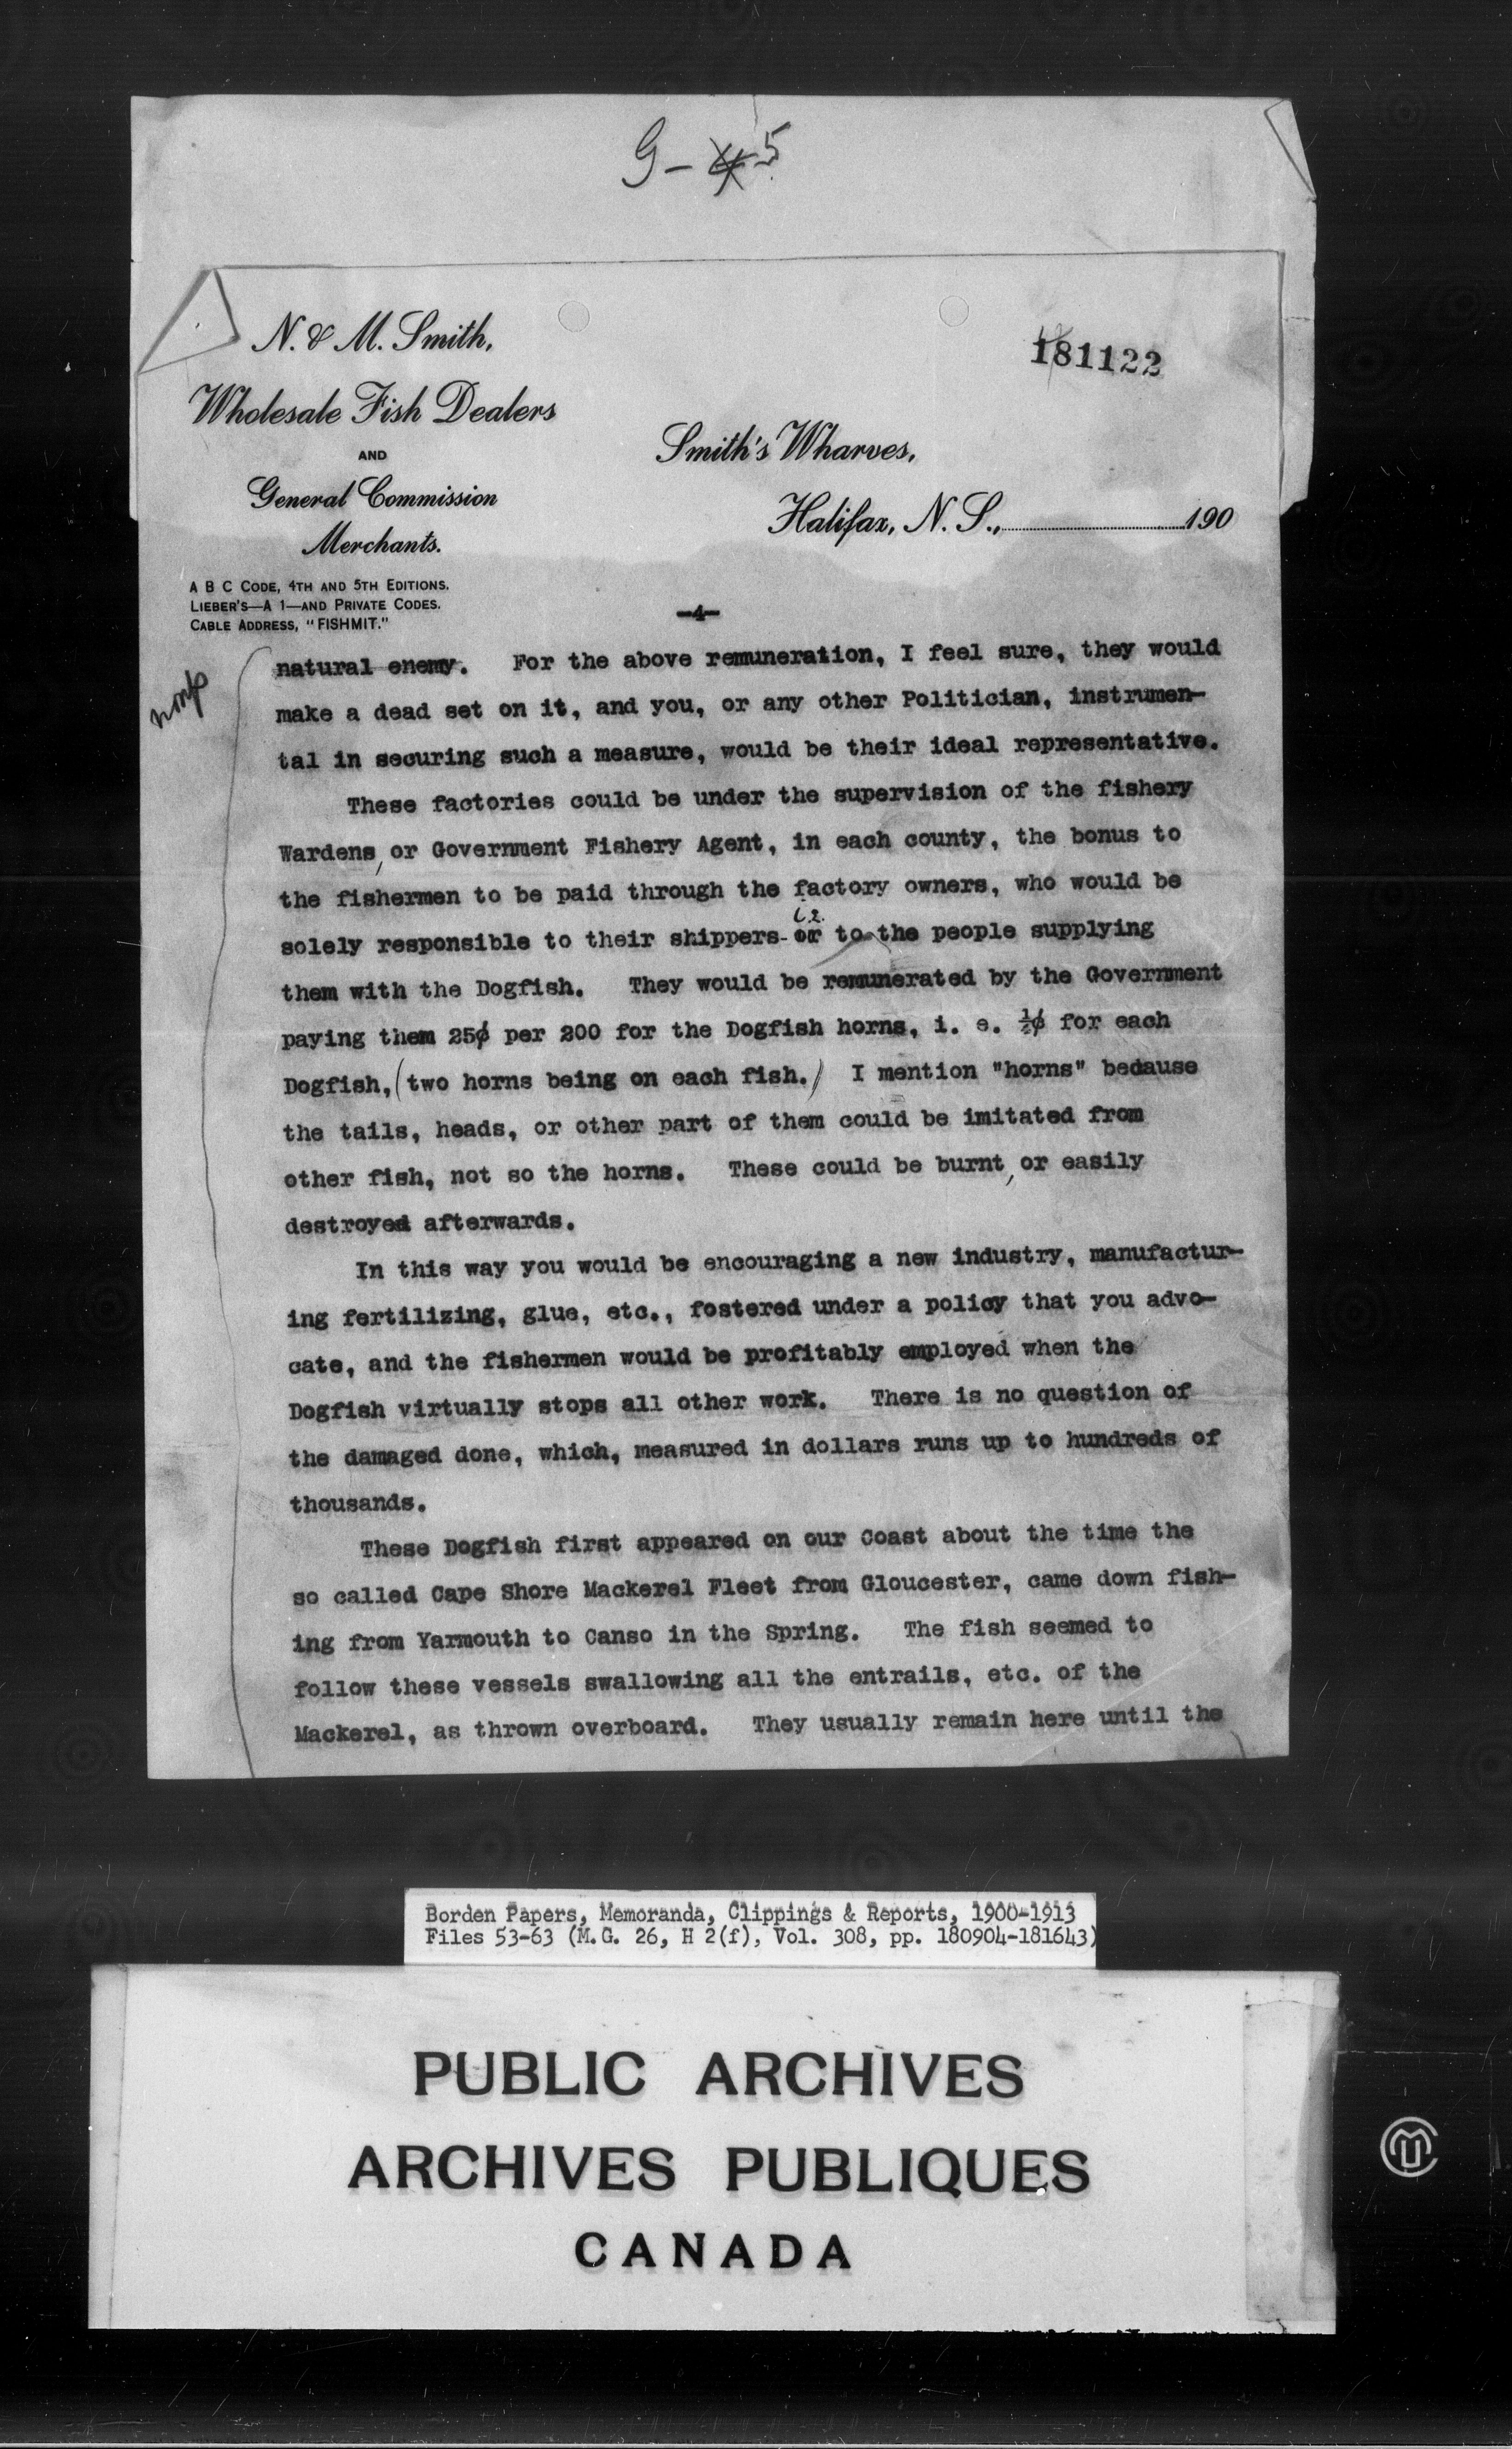 G-4 5
N. & M. Smith,
Wholesale Fish Dealers
AND
General Commission
Merchants.
A B C CODE, 4TH AND 5TH EDITIONS.
LIEBER'S—A 1—AND PRIVATE CODES.
CABLE ADDRESS, "FISHMIT."
181122
Smith's Wharves,
Halifax, N. S., 190
-4-
natural enemy. For the above remuneration, I feel sure, they would
make a dead set on it, and you, or any other Politician, instrumen-
tal in securing such a measure, would be their ideal representative.
These factories could be under the supervision of the fishery
Wardens, or Government Fishery Agent, in each county, the bonus to
the fishermen to be paid through the factory owners, who would be
i.e.
solely responsible to their shippers- or to the people supplying
them with the Dogfish. They would be remunerated by the Government
paying them 25¢ per 200 for the Dogfish horns, i. e. ½¢ for each
Dogfish, (two horns being on each fish.) I mention "horns" bedause
the tails, heads, or other part of them could be imitated from
other fish, not so the horns. These could be burnt, or easily
destroyed afterwards.
In this way you would be encouraging a new industry, manufactur-
ing fertilizing, glue, etc., fostered under a policy that you advo-
cate, and the fishermen would be profitably employed when the
Dogfish virtually stops all other work. There is no question of
the damaged done, which, measured in dollars runs up to hundreds of
thousands.
These Dogfish first appeared on our Coast about the time the
so called Cape Shore Mackerel Fleet from Gloucester, came down fish-
ing from Yarmouth to Canso in the Spring. The fish seemed to
follow these vessels swallowing all the entrails, etc. of the
Mackerel, as thrown overboard. They usually remain here until the
Borden Papers, Memoranda, Clippings & Reports, 1900-1913
Files 53-63 (M.G. 26, H 2(f), Vol. 308, pp. 180904-181643)
PUBLIC ARCHIVES
ARCHIVES PUBLIQUES
CANADA